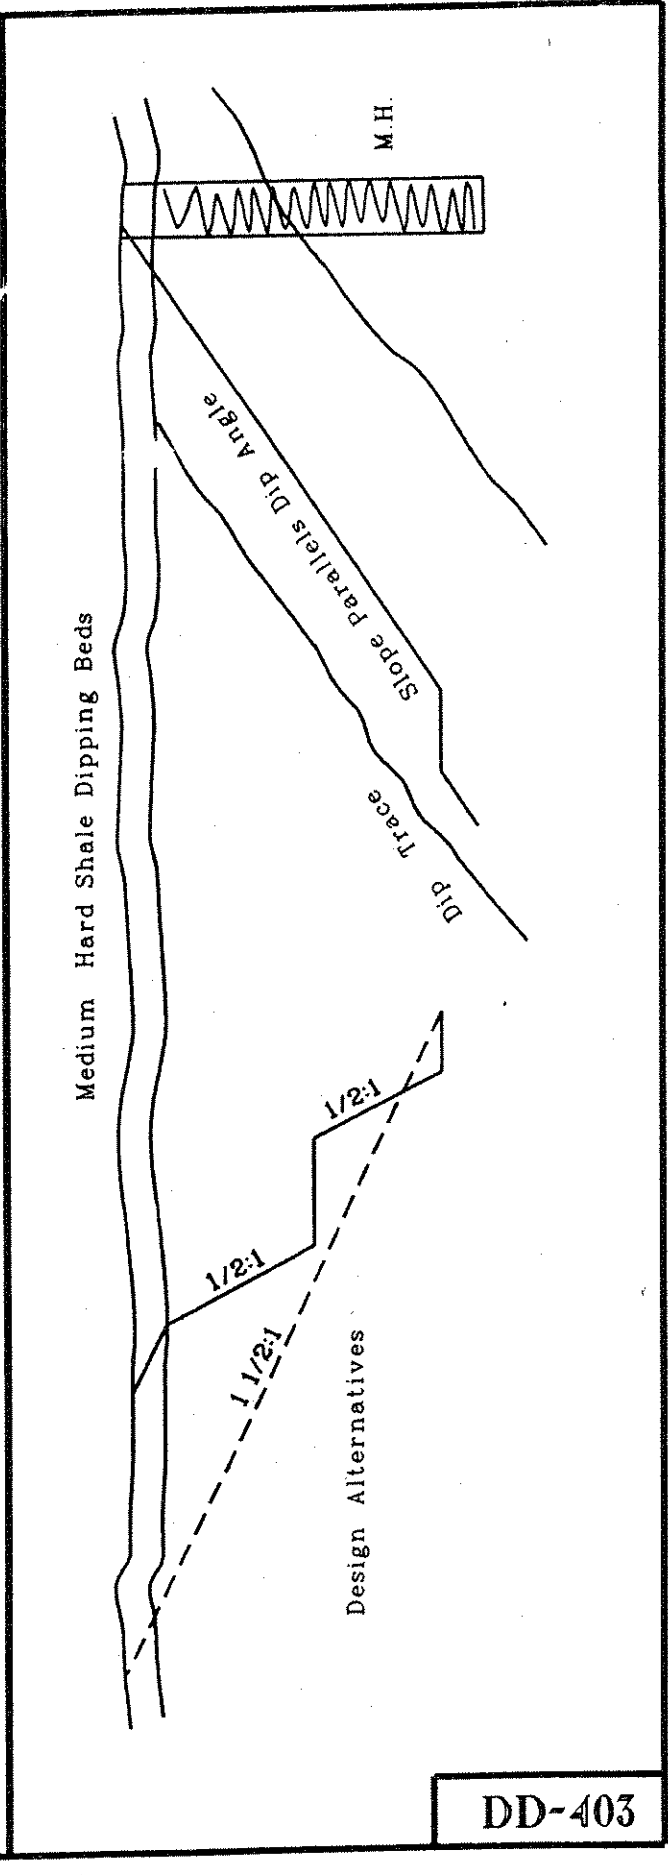 Medium Hard Shale Dipping Beds
1/2:1
1/2:1
1 1/2:1
Design Alternatives
Dip Trace
Slope Parallels Dip Angle
M.H.
DD-403